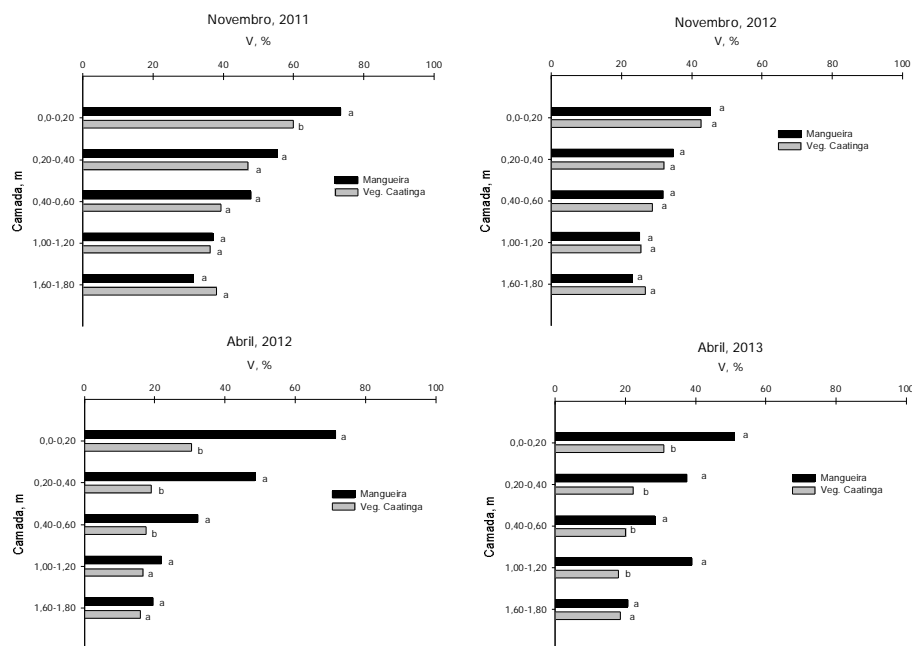 Novembro, 2011
V, %
0 20 40 60 80 100
Camada, m
0,0-0,20
a
b
0,20-0,40
a
a
0,40-0,60
a
a
1,00-1,20
a
a
1,60-1,80
a
a
Mangueira
Veg. Caatinga
Novembro, 2012
V, %
0 20 40 60 80 100
Camada, m
0,0-0,20
a
a
0,20-0,40
a
a
0,40-0,60
a
a
1,00-1,20
a
a
1,60-1,80
a
a
Mangueira
Veg. Caatinga
Abril, 2012
V, %
0 20 40 60 80 100
Camada, m
0,0-0,20
a
b
0,20-0,40
a
b
0,40-0,60
a
b
1,00-1,20
a
a
1,60-1,80
a
a
Mangueira
Veg. Caatinga
Abril, 2013
V, %
0 20 40 60 80 100
Camada, m
0,0-0,20
a
b
0,20-0,40
a
b
0,40-0,60
a
b
1,00-1,20
a
b
1,60-1,80
a
a
Mangueira
Veg. Caatinga